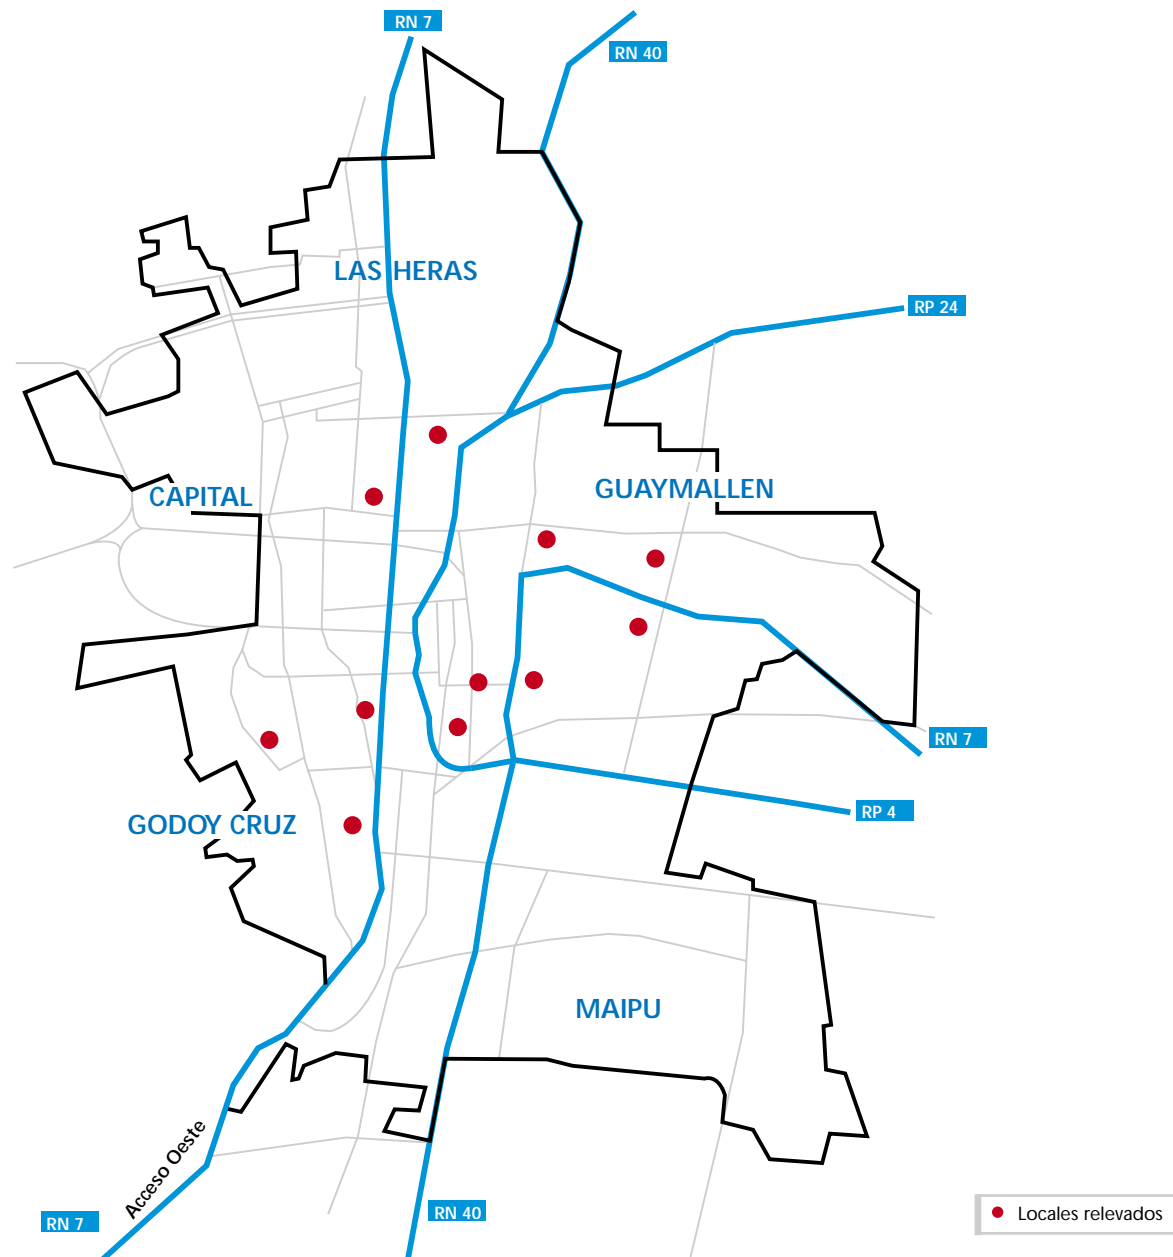 RN 7
RN 40
LAS HERAS
RP 24
GUAYMALLEN
CAPITAL
RN 7
RP 4
GODOY CRUZ
MAIPU
Acceso Oeste
RN 7
RN 40
Locales relevados